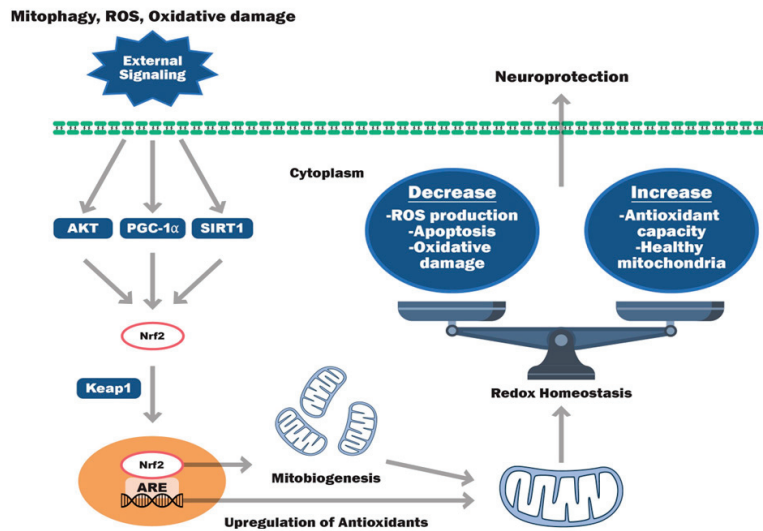 Mitophagy, ROS, Oxidative damage
External
Signaling
Neuroprotection
Cytoplasm
Decrease
-ROS production
-Apoptosis
-Oxidative
damage
Increase
-Antioxidant
capacity
-Healthy
mitochondria
AKT
PGC-1α
SIRT1
Nrf2
Keap1
Redox Homeostasis
Nrf2
ARE
Mitobiogenesis
Upregulation of Antioxidants